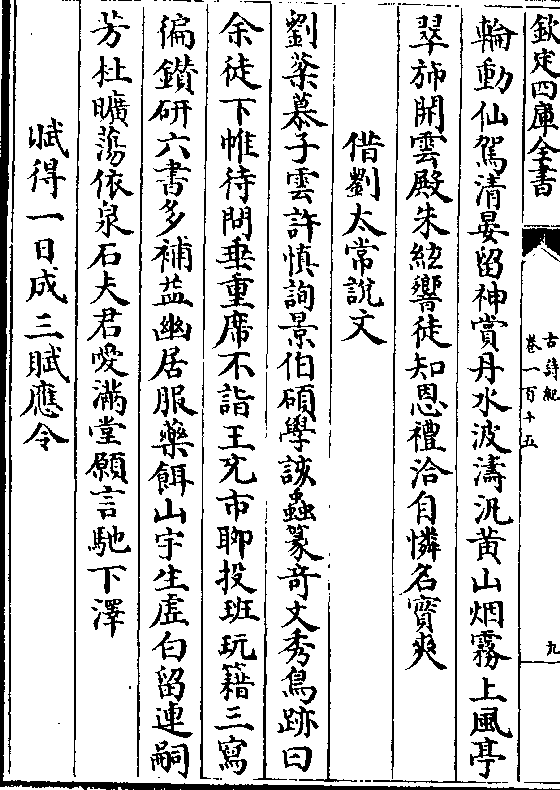 欽定四庫全書
古詩紀
卷一百十五
九
輪動仙駕清晏留神賞丹水波濤汎黄山烟霧上風亭
翠斾開雲殿朱絃響徒知恩禮洽自憐名實爽
借劉太常說文
劉棻慕子雲許慎詢景伯碩學該蟲篆竒文秀鳥跡曰
余徒下帷待問垂重席不詣王充市聊投班玩籍三寫
徧鑚研六書多補益幽居服藥餌山宇生虚白留連嗣
芳杜曠蕩依泉石夫君愛滿堂願言馳下澤
賦得一日成三賦應令